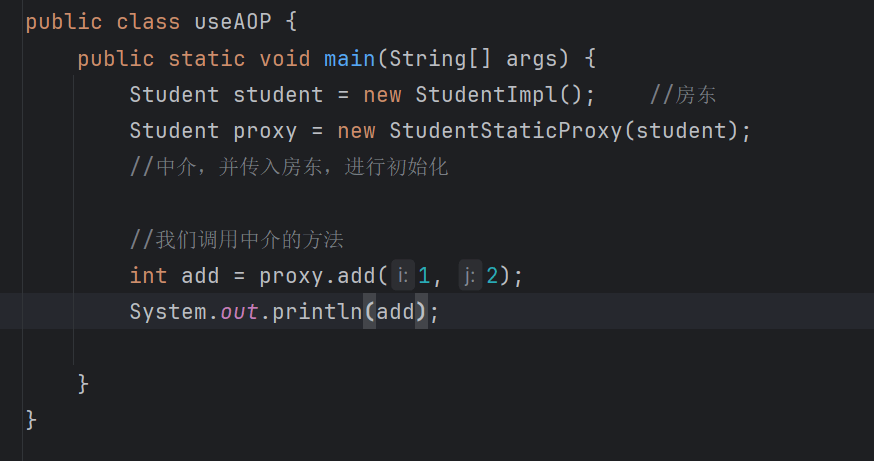 public class useAOP {
    public static void main(String[] args) {
        Student student = new StudentImpl();    //房东
        Student proxy = new StudentStaticProxy(student);
        //中介，并传入房东，进行初始化
        //我们调用中介的方法
        int add = proxy.add( i: 1, j: 2);
        System.out.println(add);
    }
}